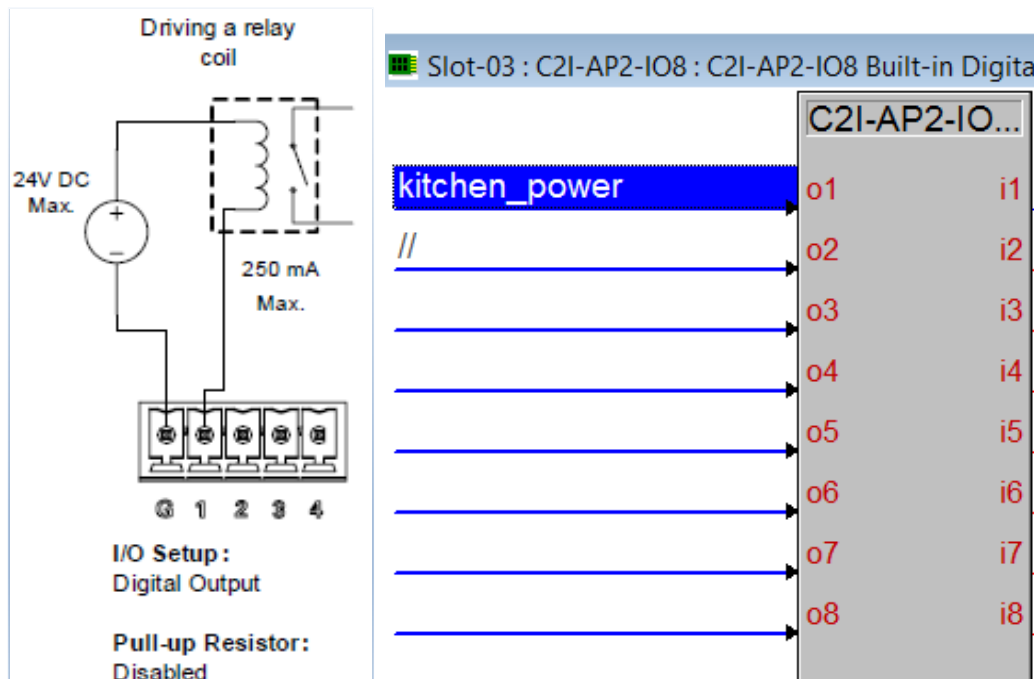 Driving a relay
coil
24V DC
Max.
+
−
250 mA
Max.
G 1 2 3 4
I/O Setup:
Digital Output
Pull-up Resistor:
Disabled
Slot-03 : C2I-AP2-IO8 : C2I-AP2-IO8 Built-in Digita
C2I-AP2-IO...
kitchen_power o1 i1
// o2 i2
o3 i3
o4 i4
o5 i5
o6 i6
o7 i7
o8 i8